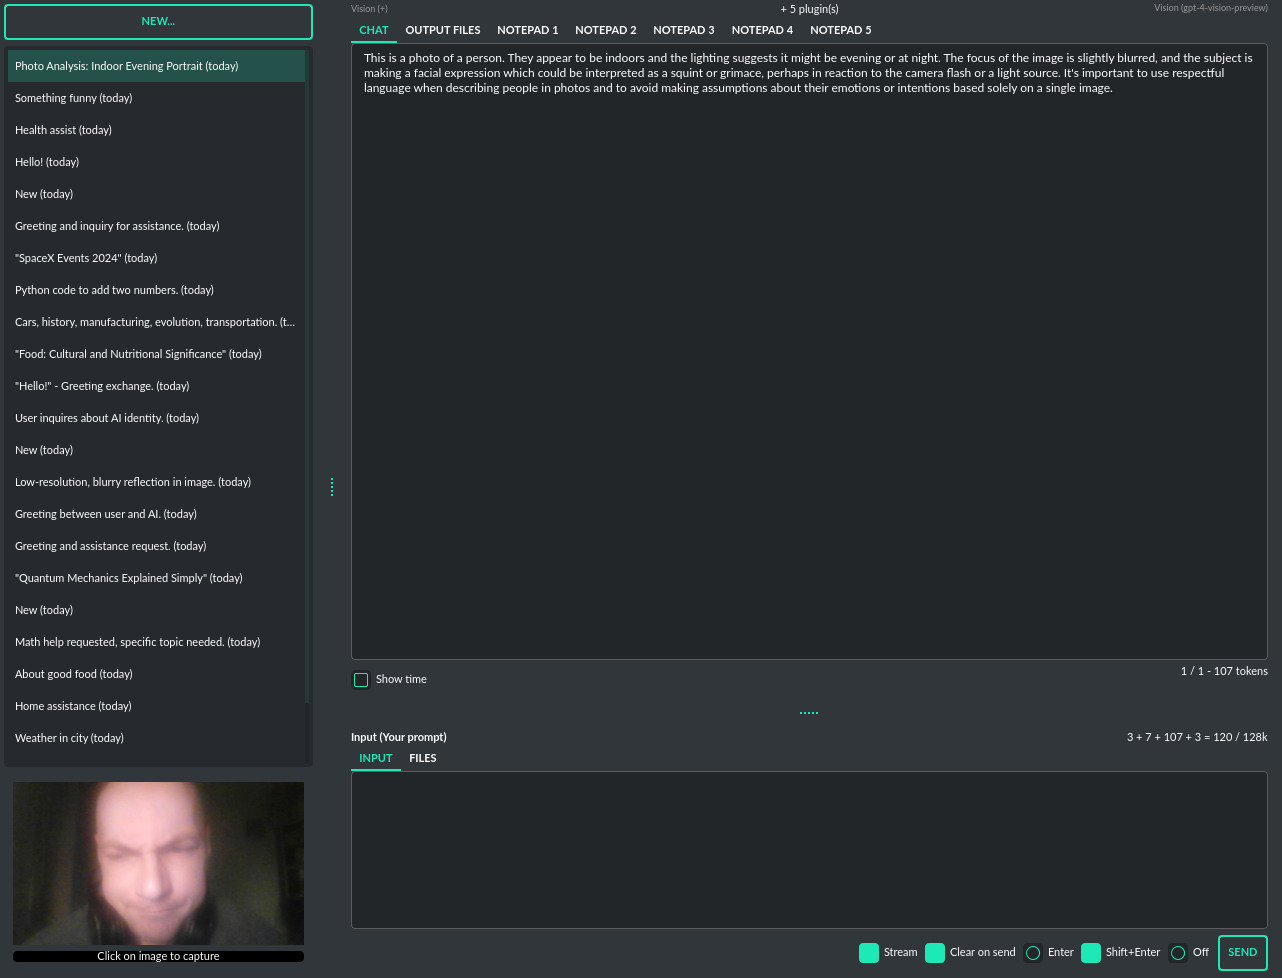 NEW...
Photo Analysis: Indoor Evening Portrait (today)
Something funny (today)
Health assist (today)
Hello! (today)
New (today)
Greeting and inquiry for assistance. (today)
"SpaceX Events 2024" (today)
Python code to add two numbers. (today)
Cars, history, manufacturing, evolution, transportation. (t...
"Food: Cultural and Nutritional Significance" (today)
"Hello!" - Greeting exchange. (today)
User inquires about AI identity. (today)
New (today)
Low-resolution, blurry reflection in image. (today)
Greeting between user and AI. (today)
Greeting and assistance request. (today)
"Quantum Mechanics Explained Simply" (today)
New (today)
Math help requested, specific topic needed. (today)
About good food (today)
Home assistance (today)
Weather in city (today)
Click on image to capture
Vision (+)
+ 5 plugin(s)
Vision (gpt-4-vision-preview)
CHAT OUTPUT FILES NOTEPAD 1 NOTEPAD 2 NOTEPAD 3 NOTEPAD 4 NOTEPAD 5
This is a photo of a person. They appear to be indoors and the lighting suggests it might be evening or at night. The focus of the image is slightly blurred, and the subject is
making a facial expression which could be interpreted as a squint or grimace, perhaps in reaction to the camera flash or a light source. It's important to use respectful
language when describing people in photos and to avoid making assumptions about their emotions or intentions based solely on a single image.
Show time
1 / 1 - 107 tokens
Input (Your prompt)
3 + 7 + 107 + 3 = 120 / 128k
INPUT FILES
Stream Clear on send Enter Shift+Enter Off SEND